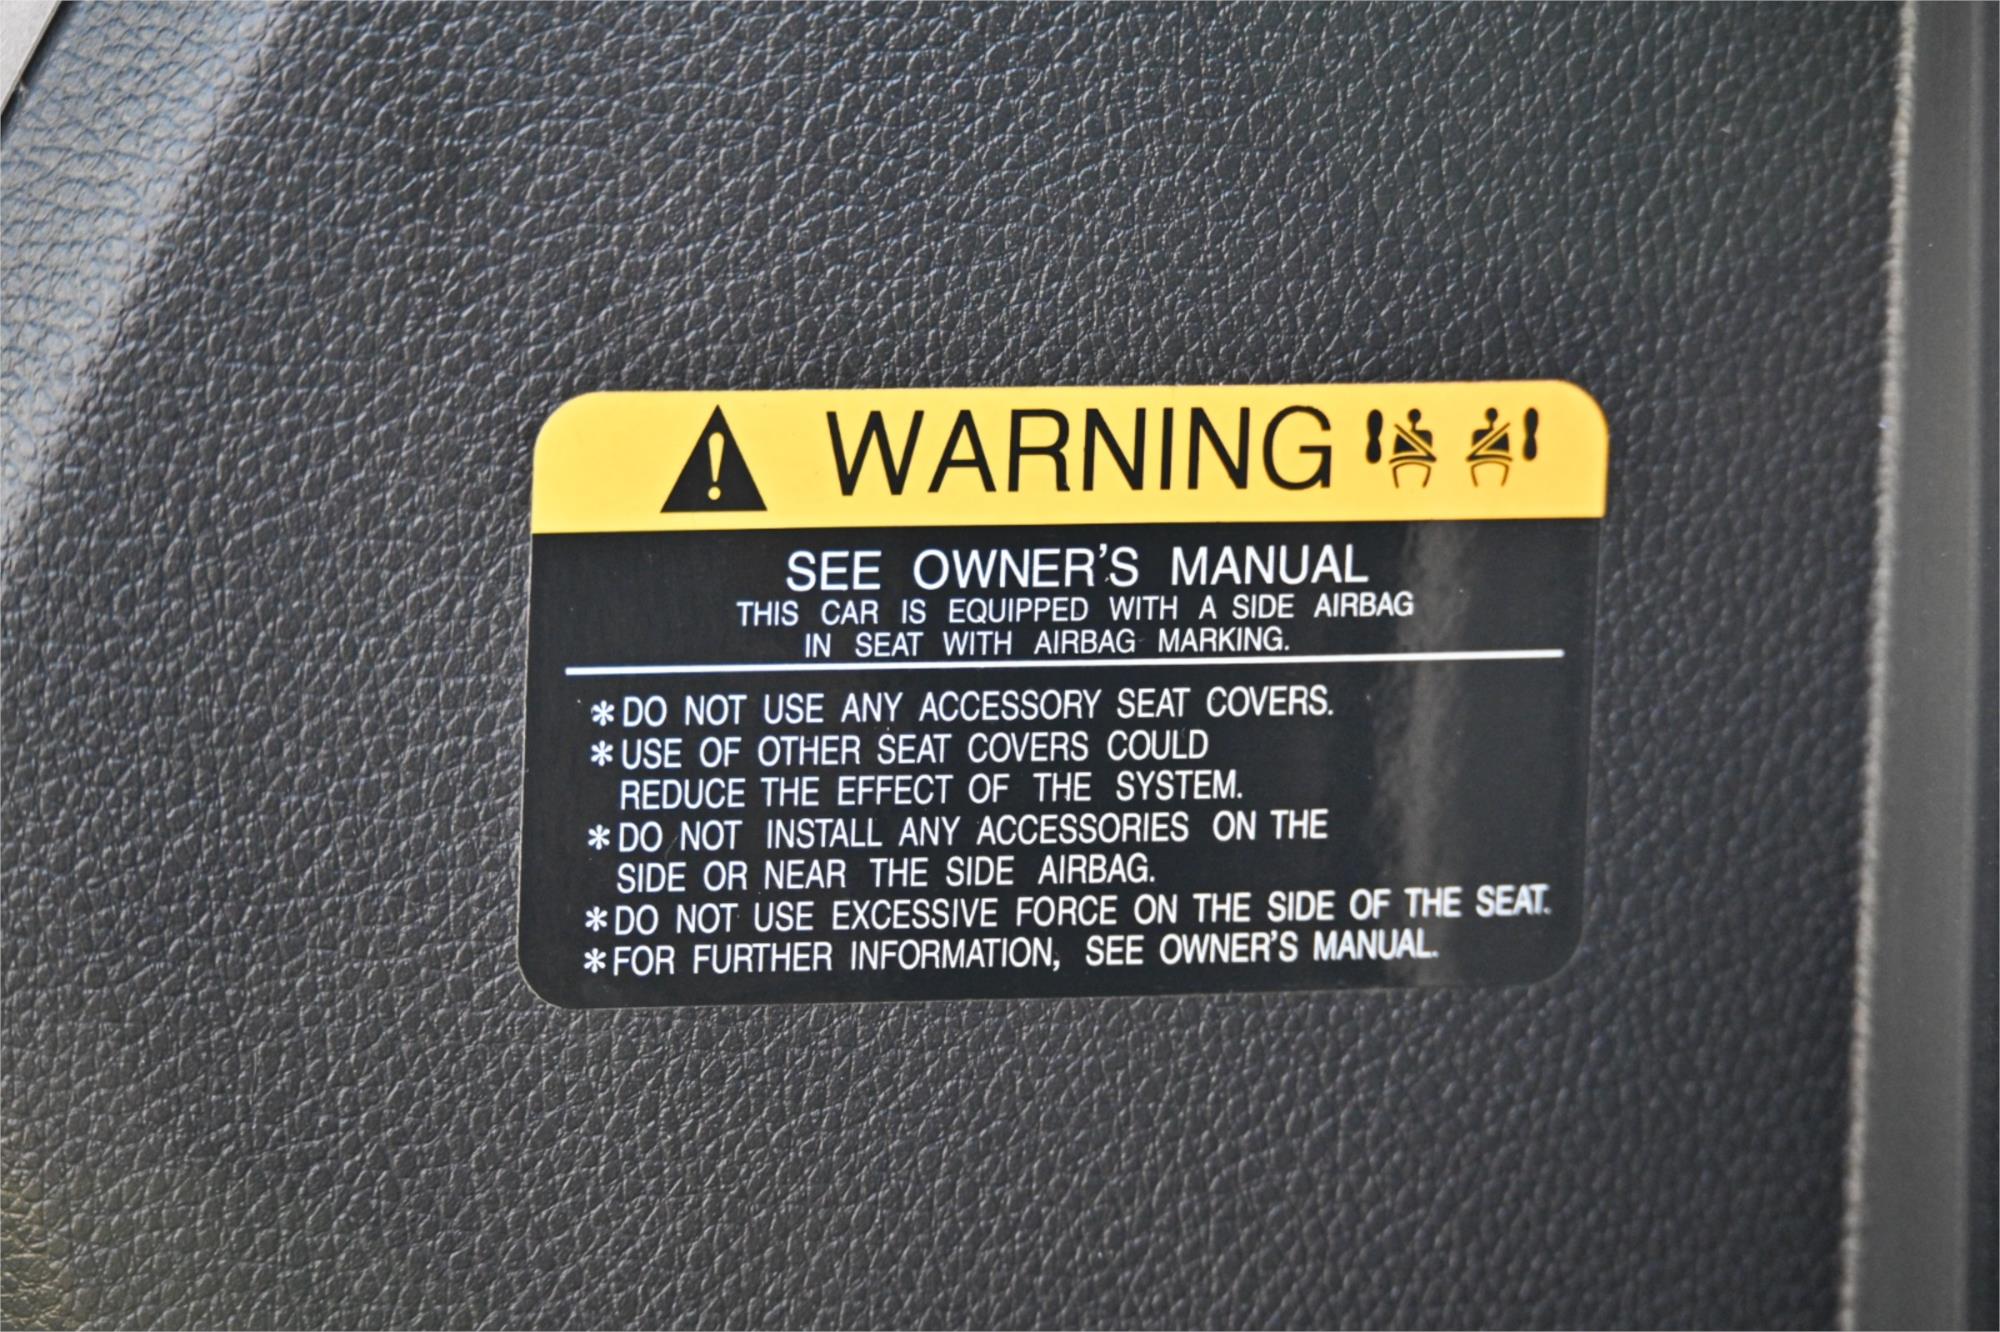 WARNING
SEE OWNER'S MANUAL
THIS CAR IS EQUIPPED WITH A SIDE AIRBAG
IN SEAT WITH AIRBAG MARKING.
*DO NOT USE ANY ACCESSORY SEAT COVERS.
*USE OF OTHER SEAT COVERS COULD
REDUCE THE EFFECT OF THE SYSTEM.
*DO NOT INSTALL ANY ACCESSORIES ON THE
SIDE OR NEAR THE SIDE AIRBAG.
*DO NOT USE EXCESSIVE FORCE ON THE SIDE OF THE SEAT.
*FOR FURTHER INFORMATION, SEE OWNER'S MANUAL.